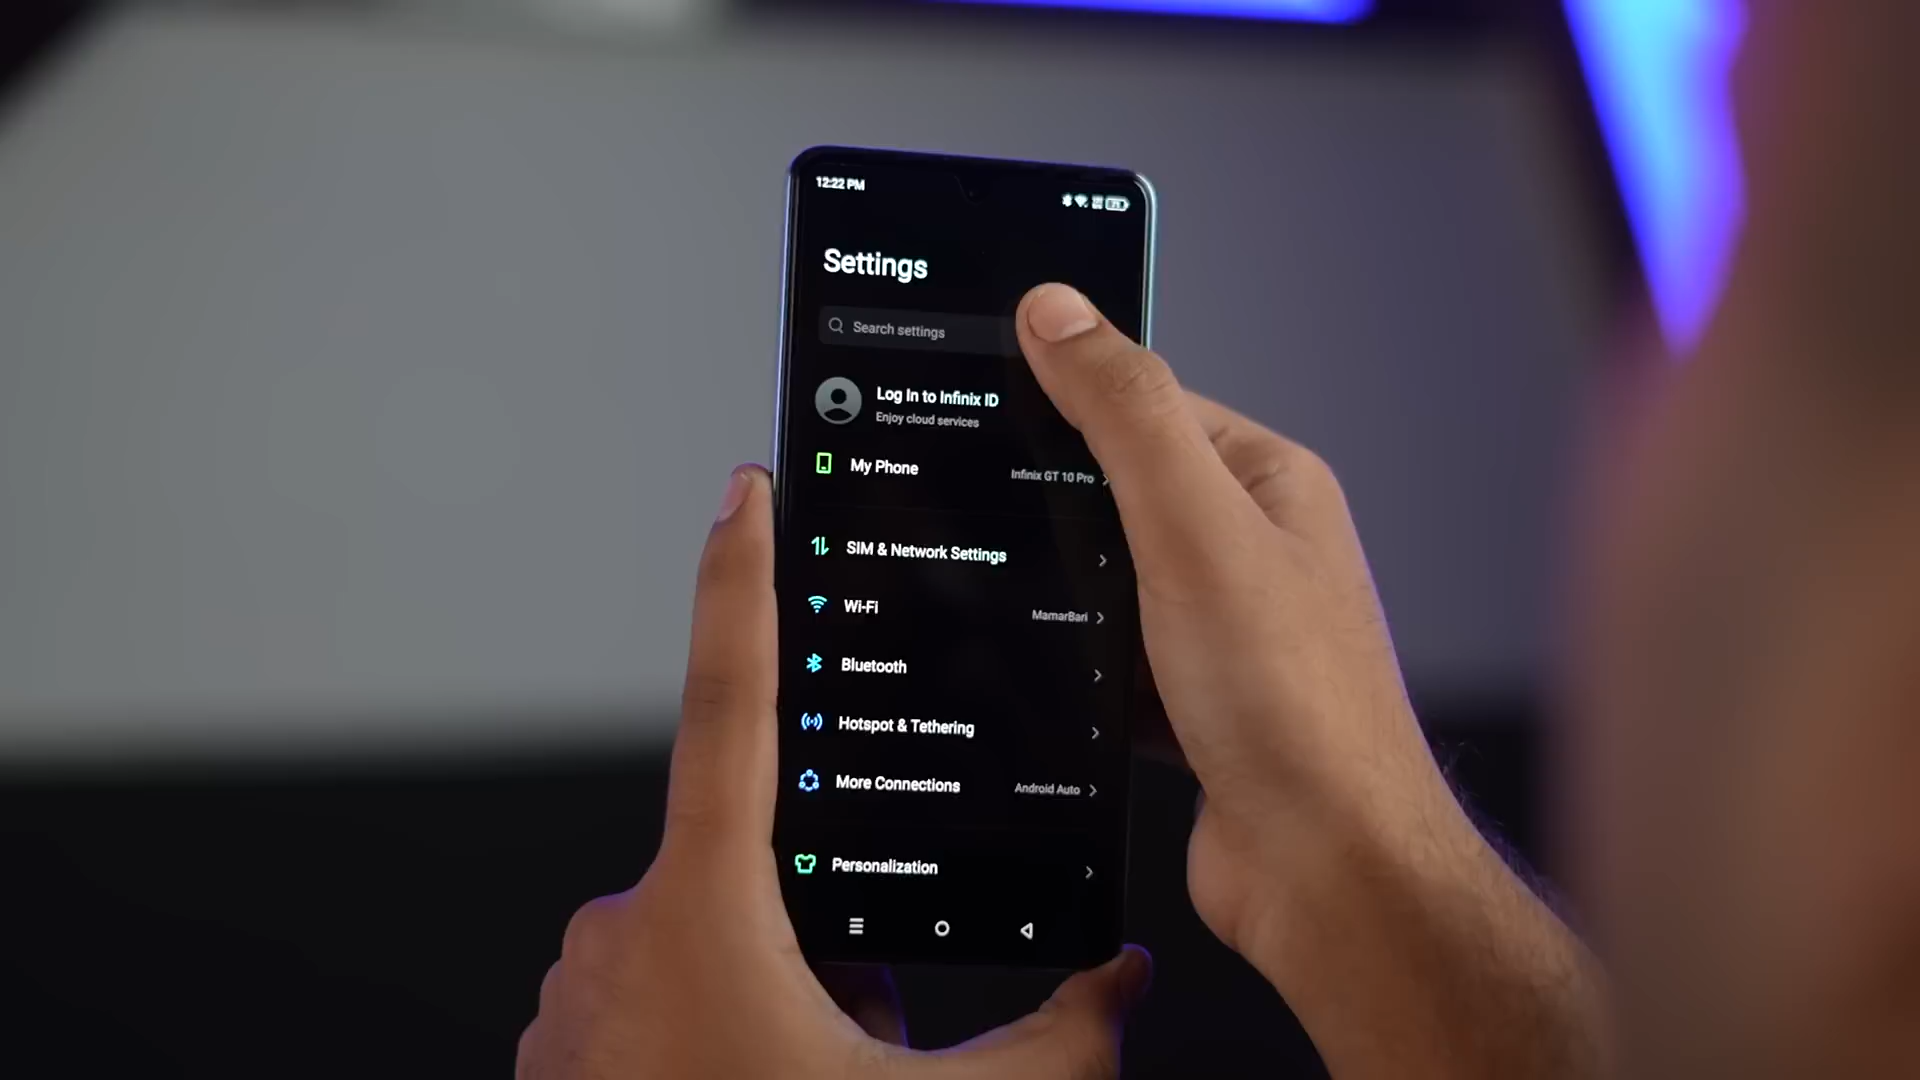 12:22 PM
71
Settings
Search settings
Log In to Infinix ID
Enjoy cloud services
My Phone
Infinix GT 10 Pro
SIM & Network Settings
Wi-Fi
MamarBari
Bluetooth
Hotspot & Tethering
More Connections
Android Auto
Personalization